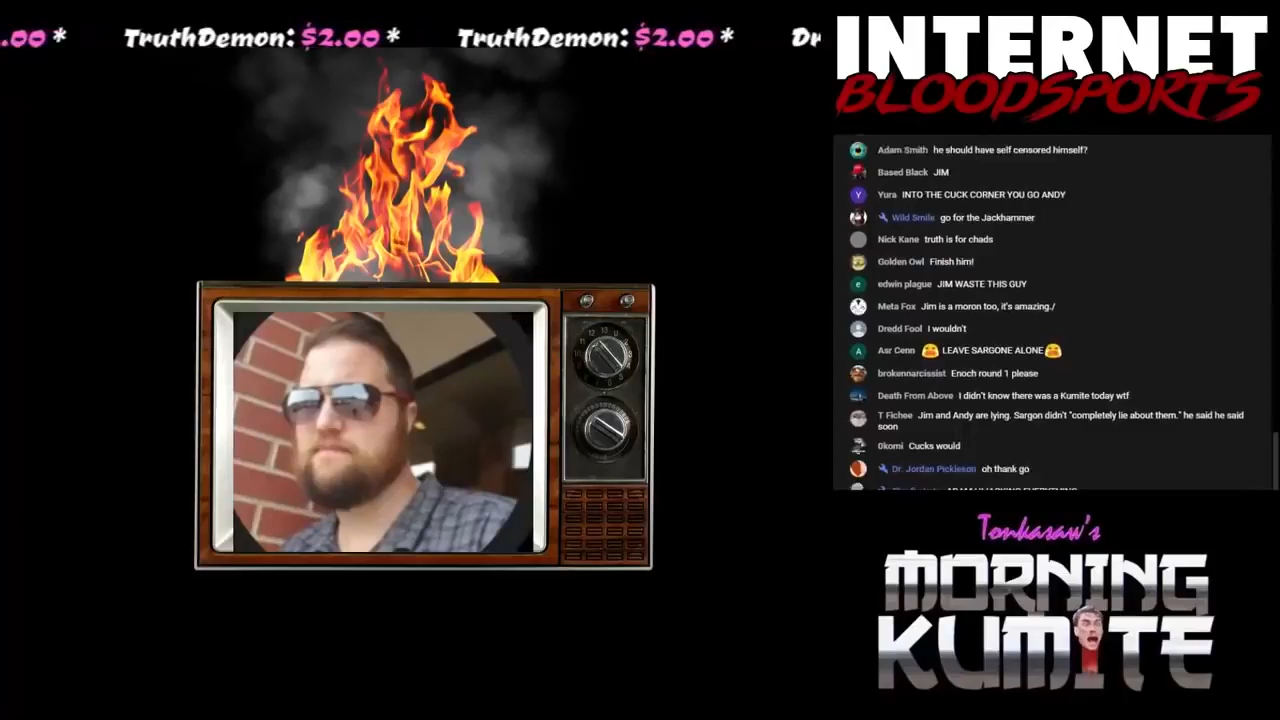 .00 * TruthDemon: $2.00 * TruthDemon: $2.00 *
INTERNET
BLOODSPORTS
Adam Smith he should have self censored himself?
Based Black JIM
Y Yura INTO THE CUCK CORNER YOU GO ANDY
Wild Smile go for the Jackhammer
Nick Kane truth is for chads
Golden Owl Finish him!
e edwin plague JIM WASTE THIS GUY
Meta Fox Jim is a moron too, it's amazing./
Dredd Fool I wouldn't
A Asr Cenn LEAVE SARGONE ALONE
brokennarcissist Enoch round 1 please
Death From Above I didn't know there was a Kumite today wtf
T Fichee Jim and Andy are lying. Sargon didn't "completely lie about them." he said he said
soon
0komi Cucks would
Dr. Jordan Pickleson oh thank go
Tonkasaw's
MORNING
KUMITE